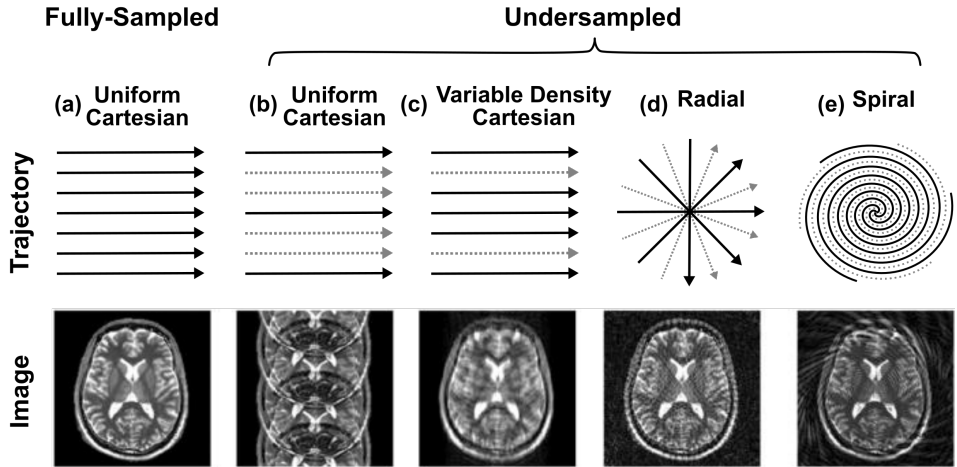 Fully-Sampled
Undersampled
(a) Uniform
Cartesian
(b) Uniform
Cartesian
(c) Variable Density
Cartesian
(d) Radial
(e) Spiral
Trajectory
Image